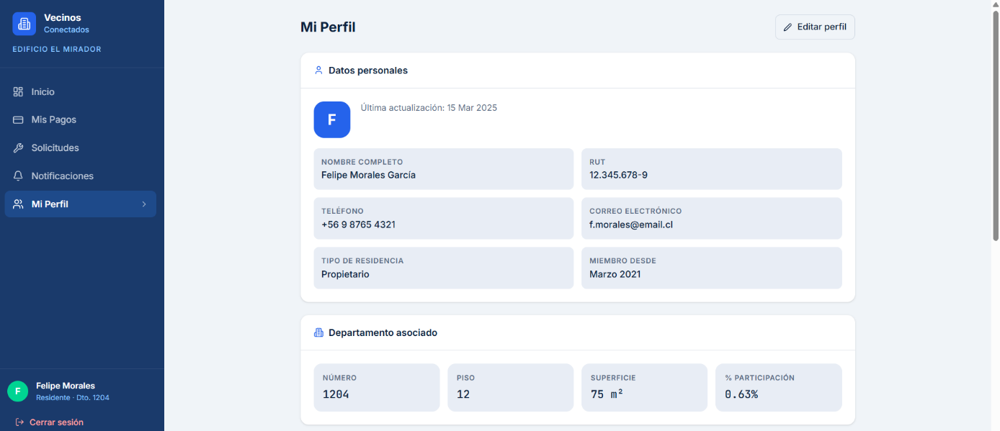 Vecinos
Conectados
EDIFICIO EL MIRADOR
Inicio
Mis Pagos
Solicitudes
Notificaciones
Mi Perfil
F
Felipe Morales
Residente · Dto. 1204
Cerrar sesión
Mi Perfil
Editar perfil
Datos personales
F
Última actualización: 15 Mar 2025
NOMBRE COMPLETO
Felipe Morales García
RUT
12.345.678-9
TELÉFONO
+56 9 8765 4321
CORREO ELECTRÓNICO
f.morales@email.cl
TIPO DE RESIDENCIA
Propietario
MIEMBRO DESDE
Marzo 2021
Departamento asociado
NÚMERO
1204
PISO
12
SUPERFICIE
75 m²
% PARTICIPACIÓN
0.63%